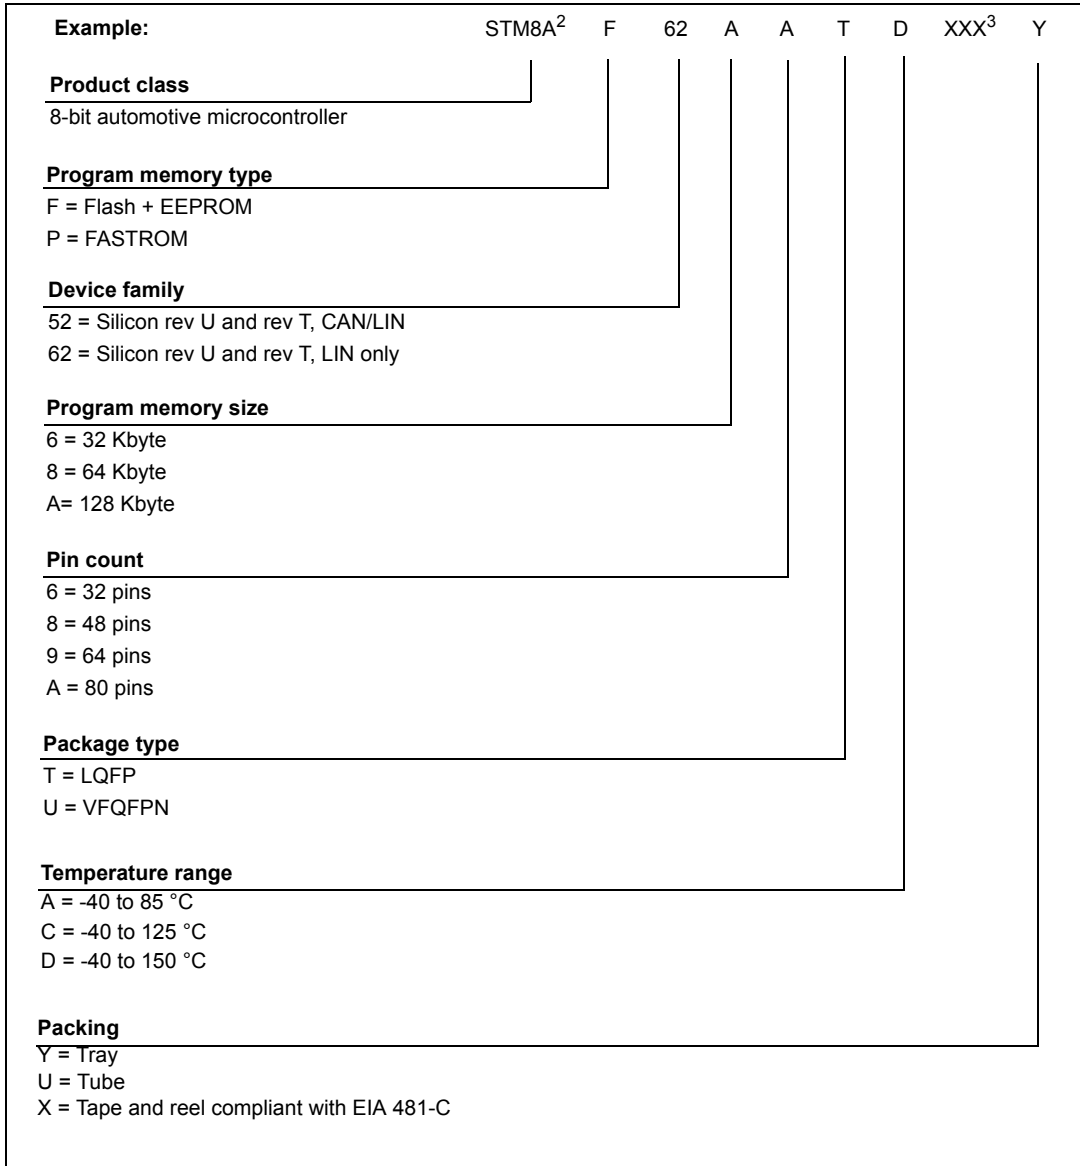 Example: STM8A² F 62 A A T D XXX³ Y
Product class
8-bit automotive microcontroller
Program memory type
F = Flash + EEPROM
P = FASTROM
Device family
52 = Silicon rev U and rev T, CAN/LIN
62 = Silicon rev U and rev T, LIN only
Program memory size
6 = 32 Kbyte
8 = 64 Kbyte
A= 128 Kbyte
Pin count
6 = 32 pins
8 = 48 pins
9 = 64 pins
A = 80 pins
Package type
T = LQFP
U = VFQFPN
Temperature range
A = -40 to 85 °C
C = -40 to 125 °C
D = -40 to 150 °C
Packing
Y = Tray
U = Tube
X = Tape and reel compliant with EIA 481-C